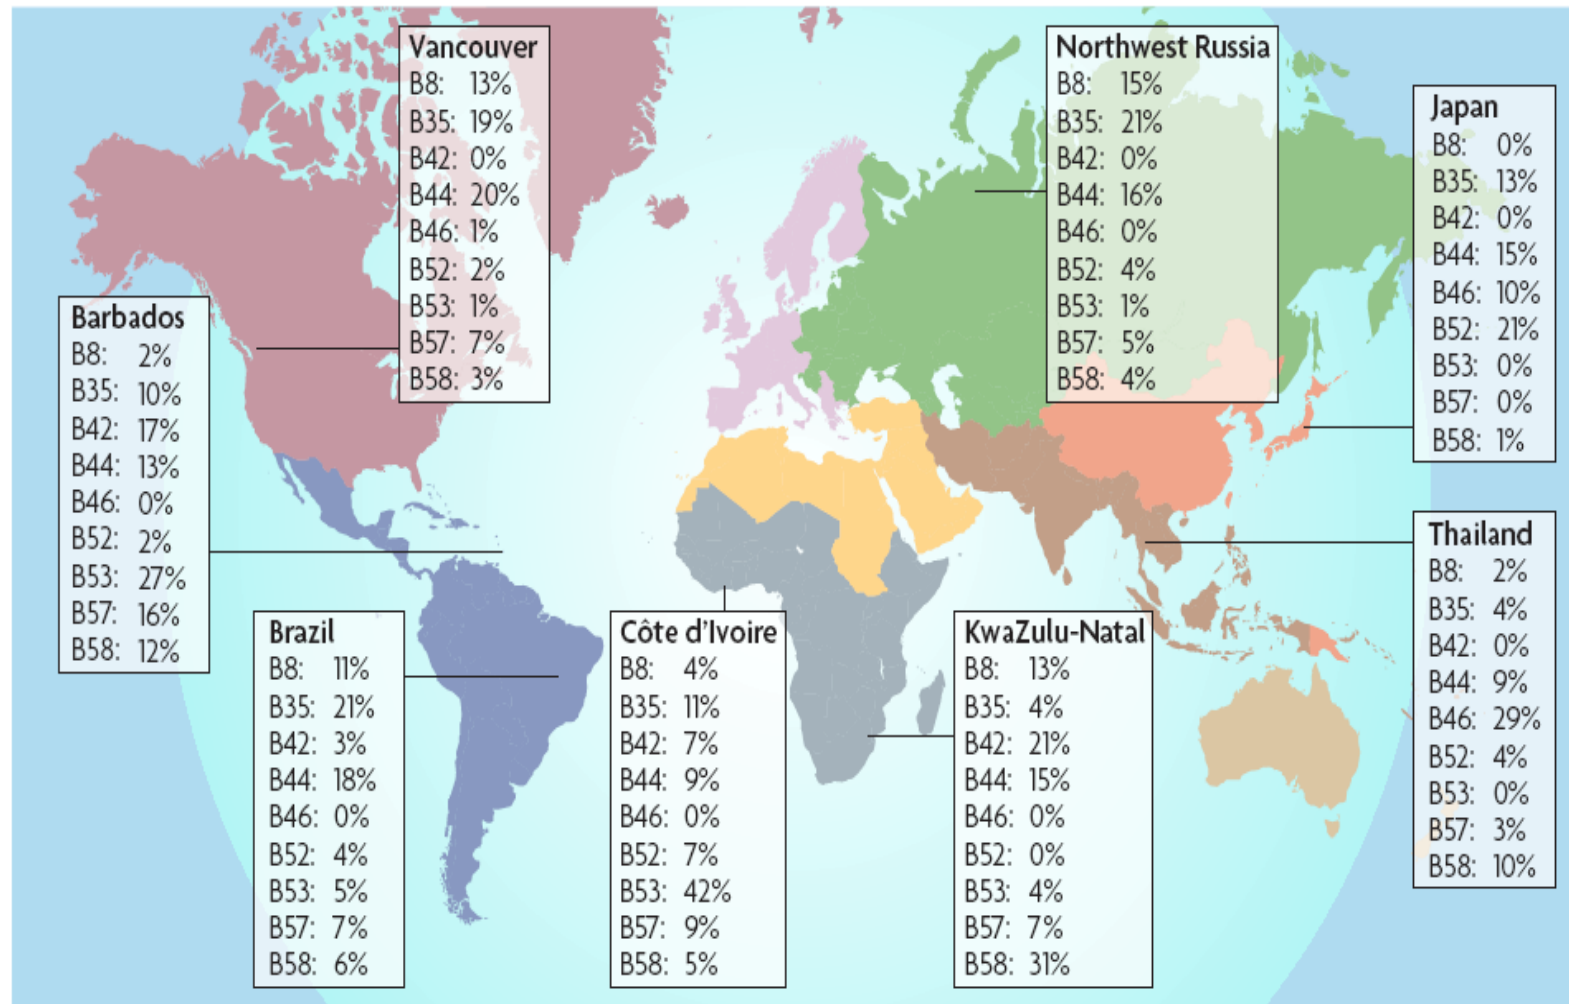 Vancouver
B8: 13%
B35: 19%
B42: 0%
B44: 20%
B46: 1%
B52: 2%
B53: 1%
B57: 7%
B58: 3%
Northwest Russia
B8: 15%
B35: 21%
B42: 0%
B44: 16%
B46: 0%
B52: 4%
B53: 1%
B57: 5%
B58: 4%
Japan
B8: 0%
B35: 13%
B42: 0%
B44: 15%
B46: 10%
B52: 21%
B53: 0%
B57: 0%
B58: 1%
Barbados
B8: 2%
B35: 10%
B42: 17%
B44: 13%
B46: 0%
B52: 2%
B53: 27%
B57: 16%
B58: 12%
Brazil
B8: 11%
B35: 21%
B42: 3%
B44: 18%
B46: 0%
B52: 4%
B53: 5%
B57: 7%
B58: 6%
Côte d'Ivoire
B8: 4%
B35: 11%
B42: 7%
B44: 9%
B46: 0%
B52: 7%
B53: 42%
B57: 9%
B58: 5%
KwaZulu-Natal
B8: 13%
B35: 4%
B42: 21%
B44: 15%
B46: 0%
B52: 0%
B53: 4%
B57: 7%
B58: 31%
Thailand
B8: 2%
B35: 4%
B42: 0%
B44: 9%
B46: 29%
B52: 4%
B53: 0%
B57: 3%
B58: 10%